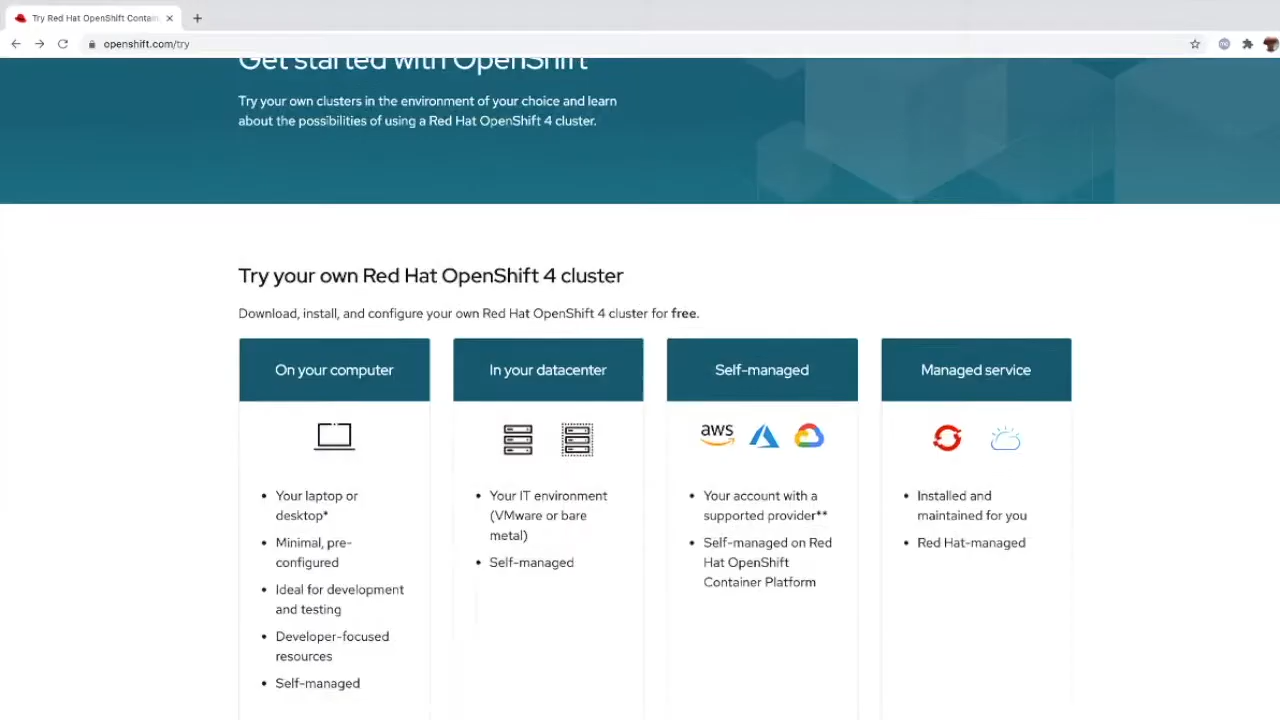 Try Red Hat OpenShift Contain
openshift.com/try
Get started with OpenShift
Try your own clusters in the environment of your choice and learn
about the possibilities of using a Red Hat OpenShift 4 cluster.
Try your own Red Hat OpenShift 4 cluster
Download, install, and configure your own Red Hat OpenShift 4 cluster for free.
On your computer
Your laptop or
desktop*
Minimal, pre-
configured
Ideal for development
and testing
Developer-focused
resources
Self-managed
In your datacenter
Your IT environment
(VMware or bare
metal)
Self-managed
Self-managed
aws
Your account with a
supported provider**
Self-managed on Red
Hat OpenShift
Container Platform
Managed service
Installed and
maintained for you
Red Hat-managed